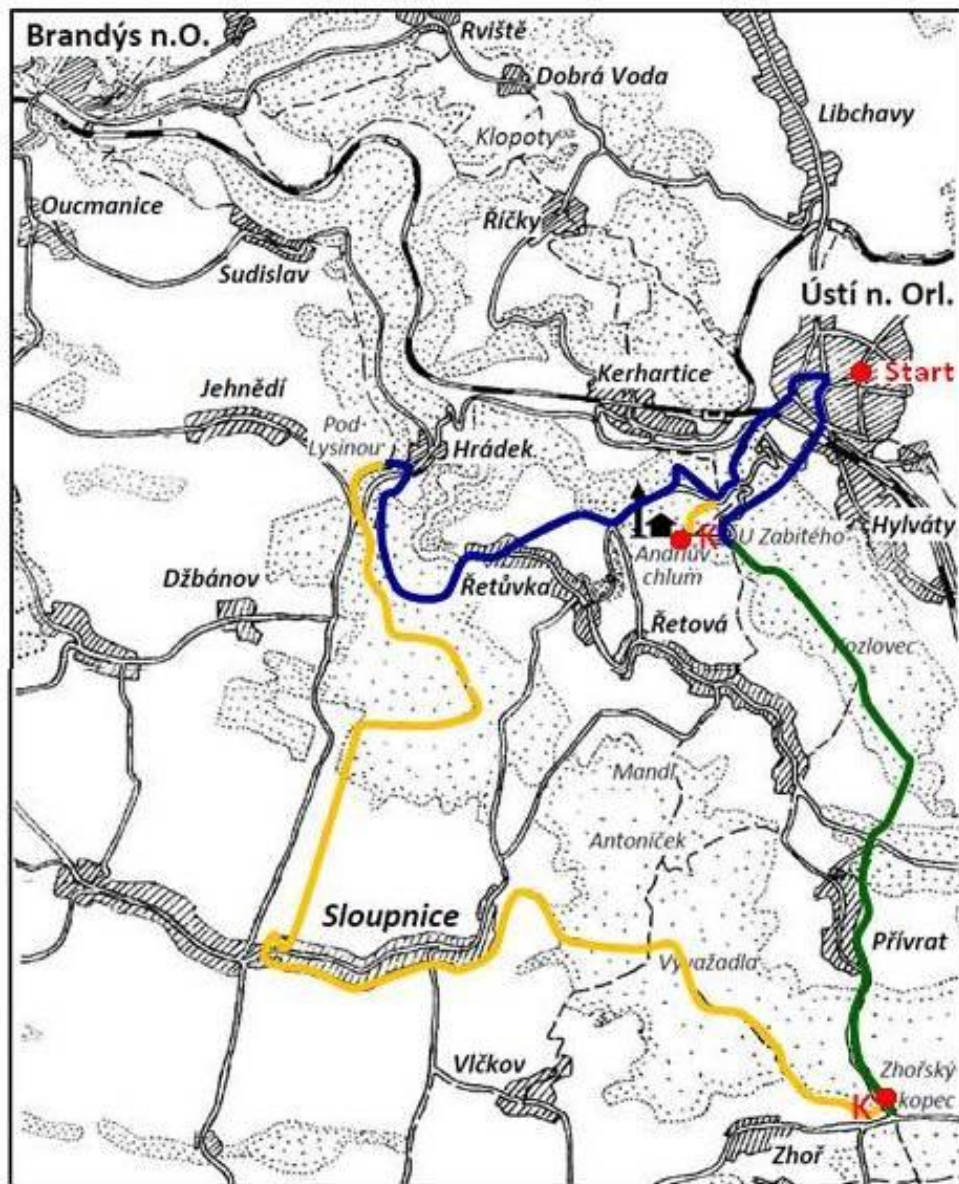 Brandýs n.O.
Rviště
Dobrá Voda
Libchavy
Klopoty
Oucmanice
Říčky
Sudislav
Ústí n. Orl.
Start
Kerhartice
Jehnědí
Pod
Lysinou
Hrádek
K
U Zabitého
Hylváty
Andrlův
chlum
Džbánov
Řetůvka
Řetová
Kozlovec
Mandl
Antoníček
Sloupnice
Přívrat
Vyvažadla
Vlčkov
Zhořský
K kopec
Zhoř